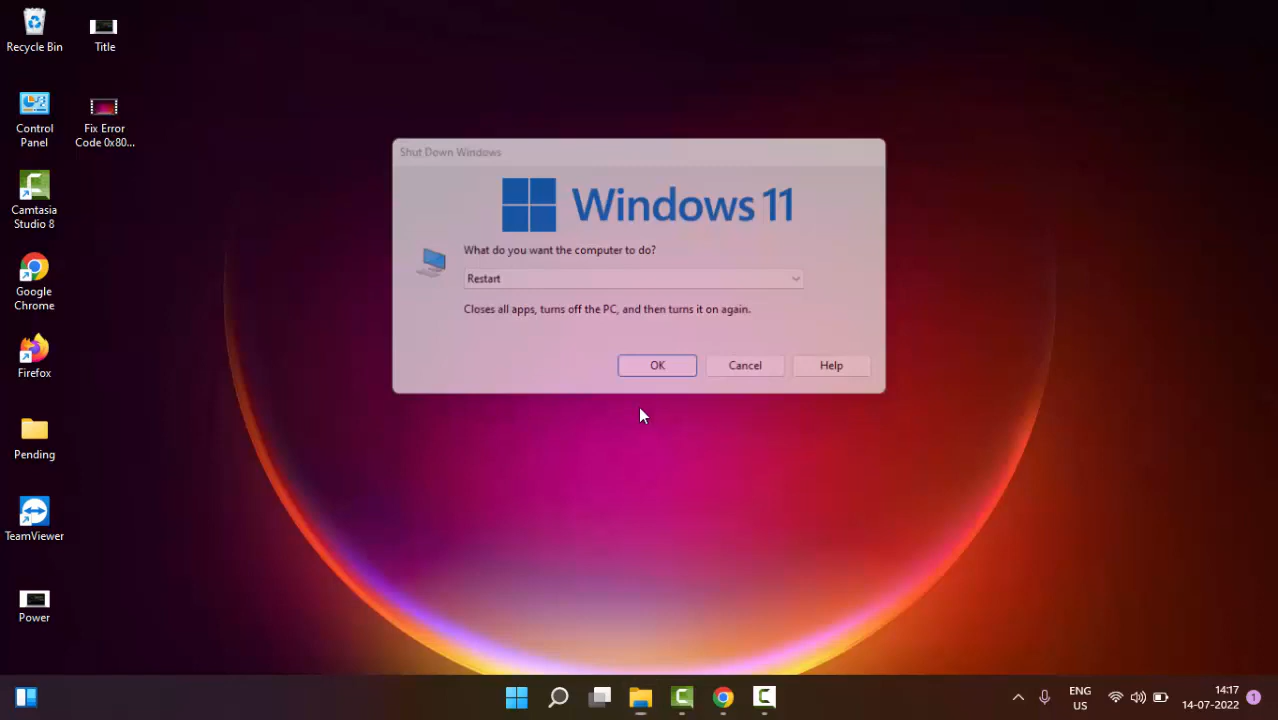 Recycle Bin
Title
Control
Panel
Fix Error
Code 0x80...
Camtasia
Studio 8
Google
Chrome
Firefox
Pending
TeamViewer
Power
Shut Down Windows
Windows 11
What do you want the computer to do?
Restart
Closes all apps, turns off the PC, and then turns it on again.
OK
Cancel
Help
ENG
US
14:17
14-07-2022
1